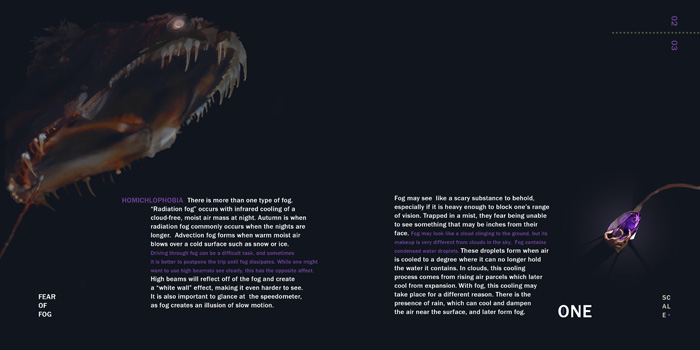 02
03
HOMICHLOPHOBIA There is more than one type of fog.
“Radiation fog” occurs with infrared cooling of a
cloud-free, moist air mass at night. Autumn is when
radiation fog commonly occurs when the nights are
longer. Advection fog forms when warm moist air
blows over a cold surface such as snow or ice.
Driving through fog can be a difficult task, and sometimes
it is better to postpone the trip until fog dissipates. While one might
want to use high beams to see clearly, this has the opposite affect.
High beams will reflect off of the fog and create
a “white wall” effect, making it even harder to see.
It is also important to glance at the speedometer,
as fog creates an illusion of slow motion.
Fog may see like a scary substance to behold,
especially if it is heavy enough to block one's range
of vision. Trapped in a mist, they fear being unable
to see something that may be inches from their
face. Fog may look like a cloud clinging to the ground, but its
makeup is very different from clouds in the sky. Fog contains
condensed water droplets. These droplets form when air
is cooled to a degree where it can no longer hold
the water it contains. In clouds, this cooling
process comes from rising air parcels which later
cool from expansion. With fog, this cooling may
take place for a different reason. There is the
presence of rain, which can cool and dampen
the air near the surface, and later form fog.
FEAR
OF
FOG
ONE
SC
AL
E -